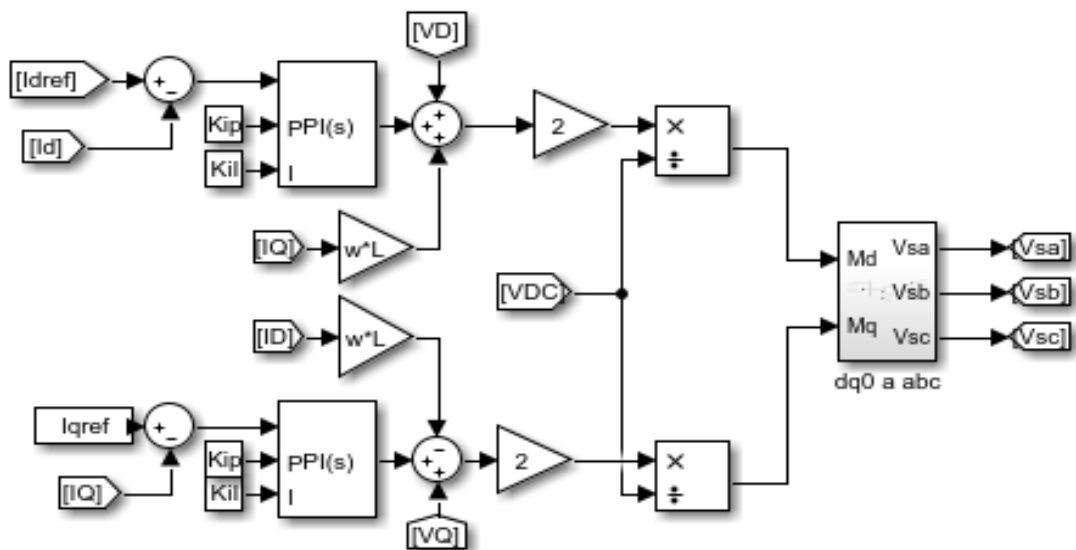 [VD]
[Idref]
+
−
[Id]
Kip
Kil
PPI(s)
I
+
+
+
2
×
÷
[IQ]
w*L
[VDC]
[ID]
w*L
Md
Mq
Vsa
Vsb
Vsc
[Vsa]
[Vsb]
[Vsc]
dq0 a abc
Iqref
+
−
[IQ]
Kip
Kil
PPI(s)
I
−
+
+
2
×
÷
[VQ]